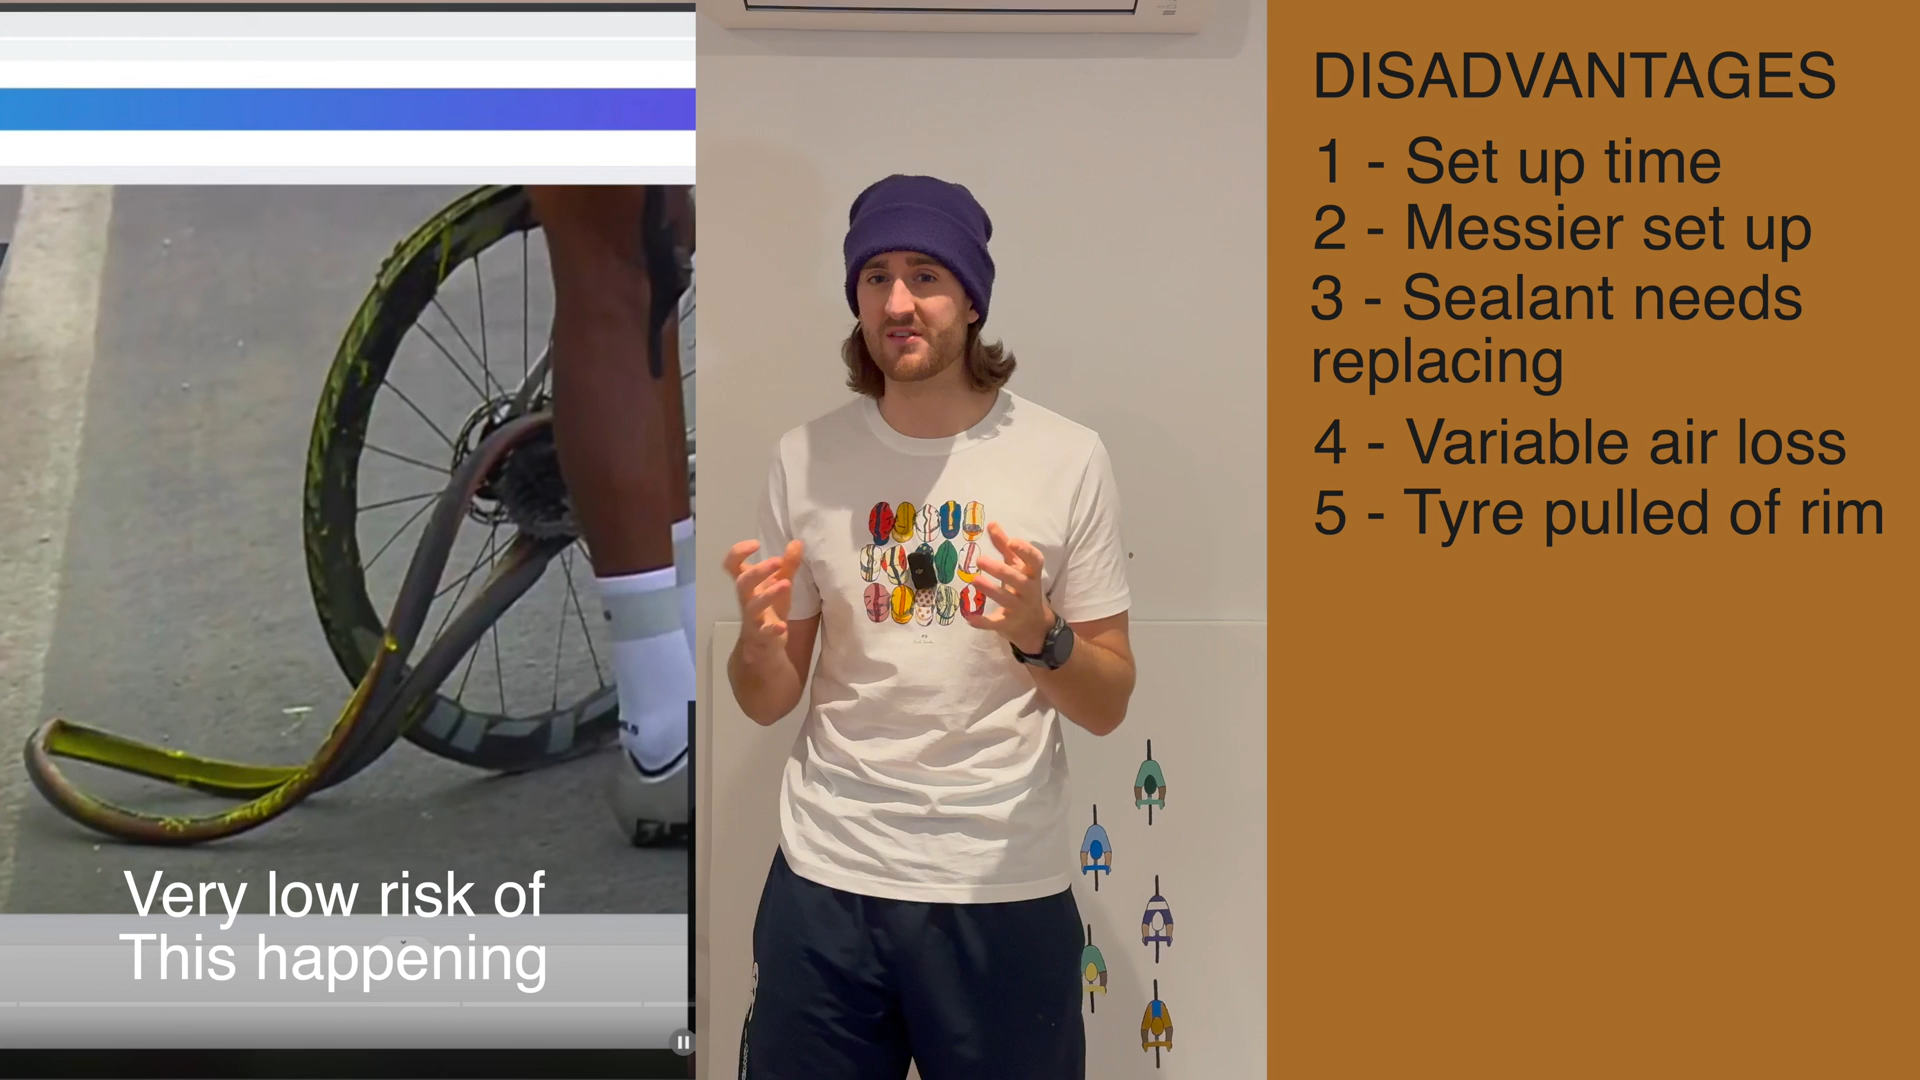 Very low risk of
This happening
DISADVANTAGES
1 - Set up time
2 - Messier set up
3 - Sealant needs
replacing
4 - Variable air loss
5 - Tyre pulled of rim